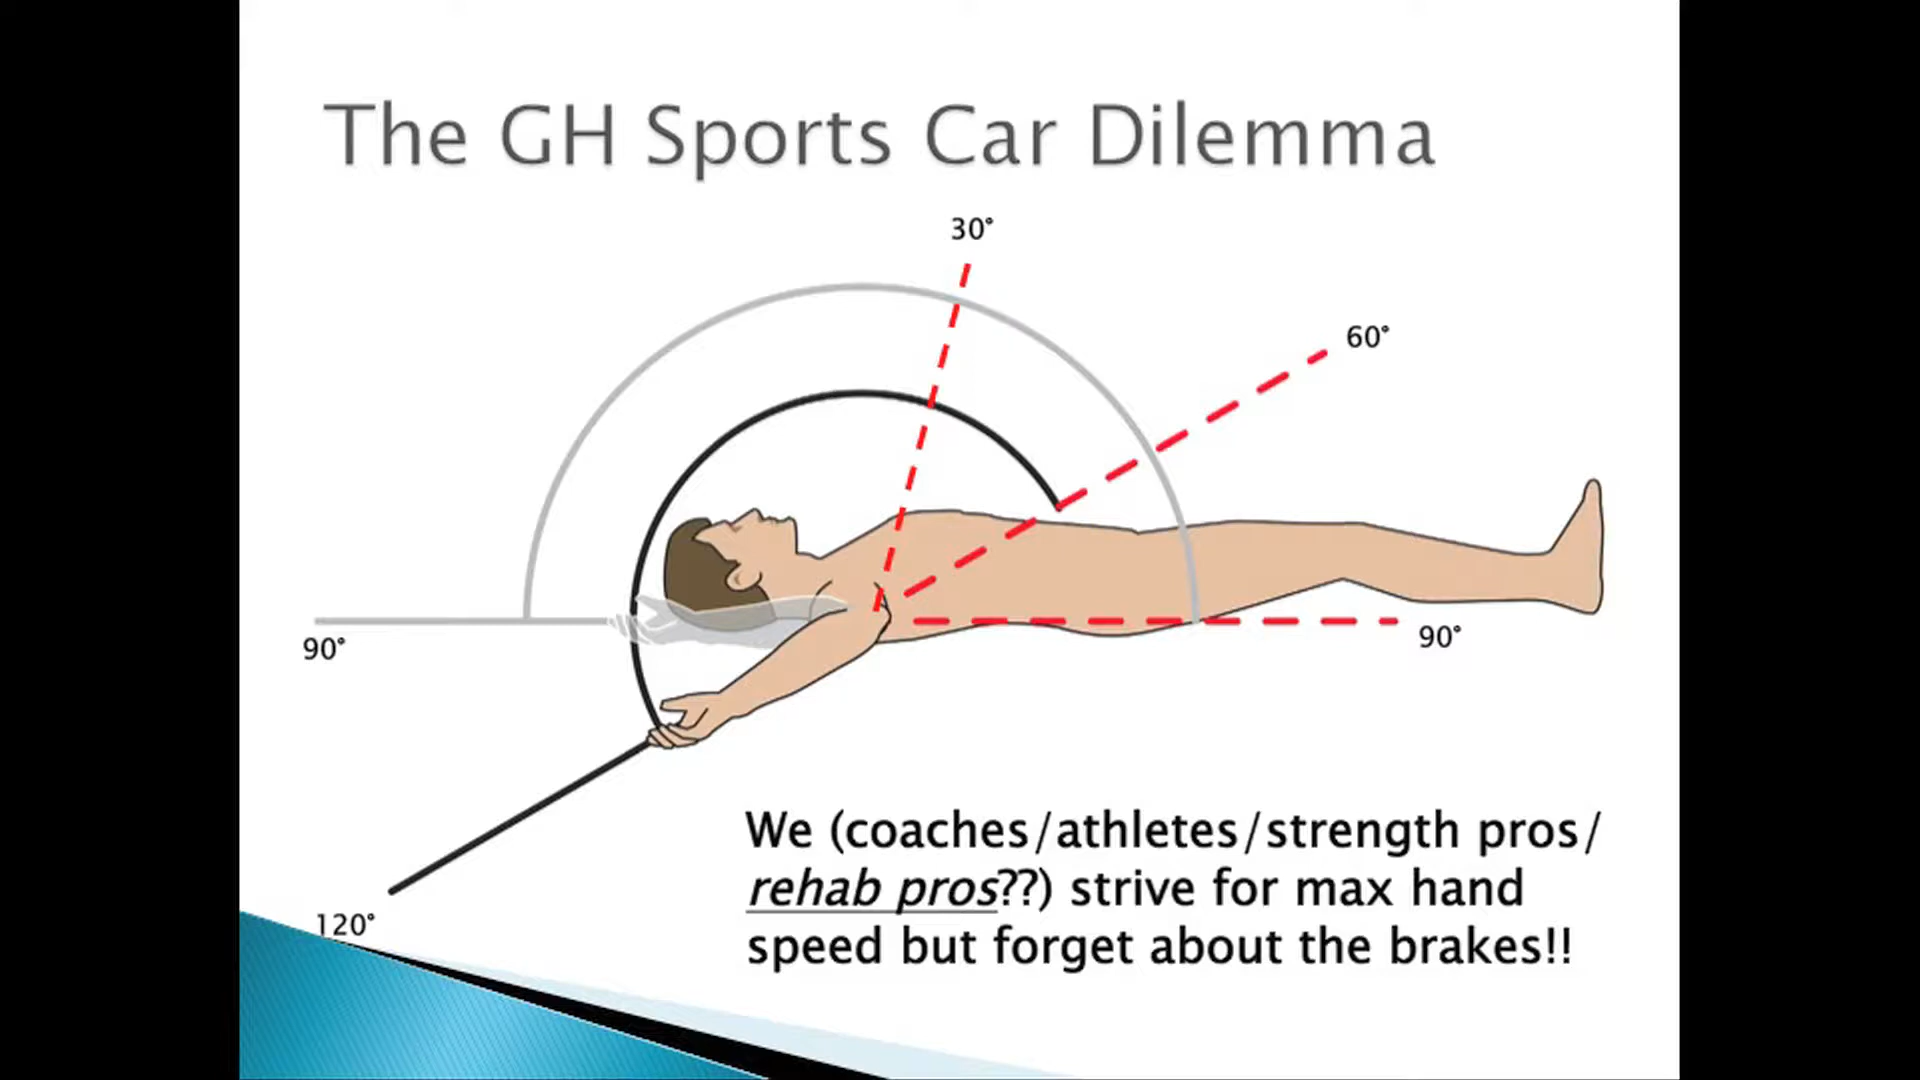 The GH Sports Car Dilemma
30°
60°
90°
90°
120°
We (coaches/athletes/strength pros/
rehab pros??) strive for max hand
speed but forget about the brakes!!